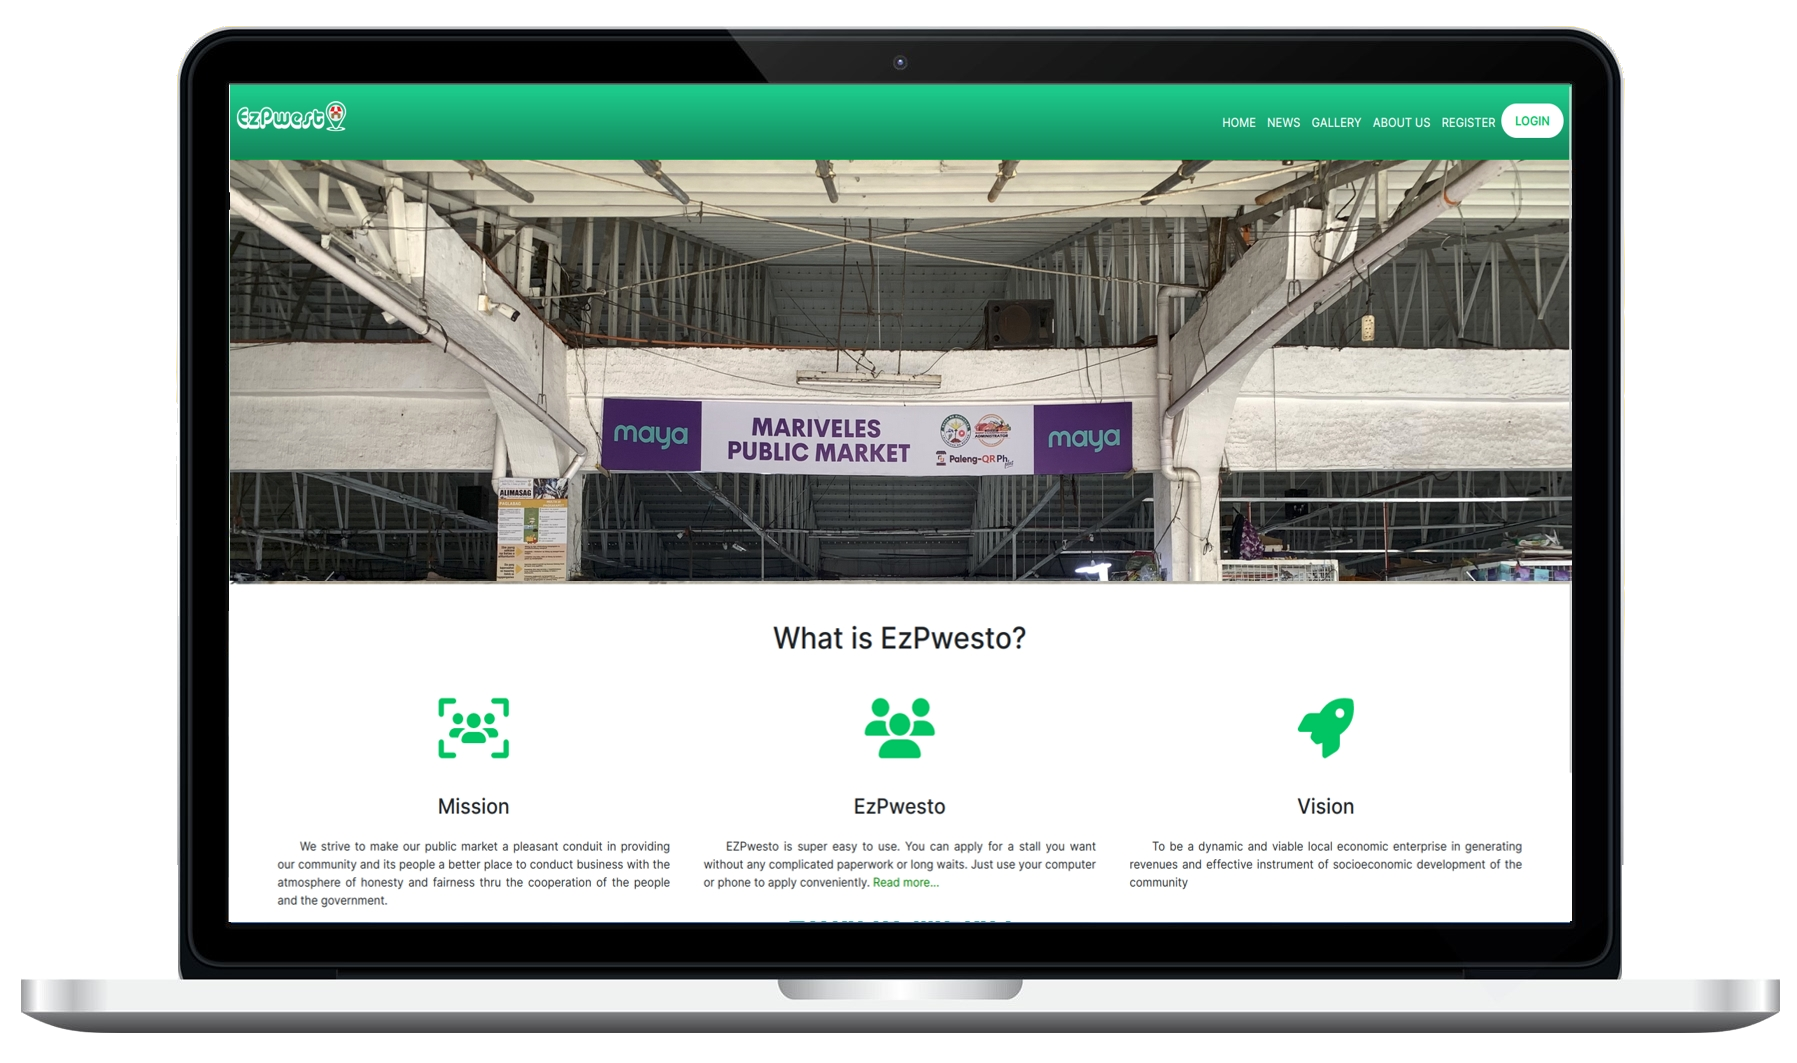 EzPwest
HOME NEWS GALLERY ABOUT US REGISTER LOGIN
maya
MARIVELES
PUBLIC MARKET
ADMINISTRATOR
Paleng-QR Ph
plus
maya
ALIMASAG
What is EzPwesto?
Mission
We strive to make our public market a pleasant conduit in providing
our community and its people a better place to conduct business with the
atmosphere of honesty and fairness thru the cooperation of the people
and the government.
EzPwesto
EZPwesto is super easy to use. You can apply for a stall you want
without any complicated paperwork or long waits. Just use your computer
or phone to apply conveniently. Read more...
Vision
To be a dynamic and viable local economic enterprise in generating
revenues and effective instrument of socioeconomic development of the
community